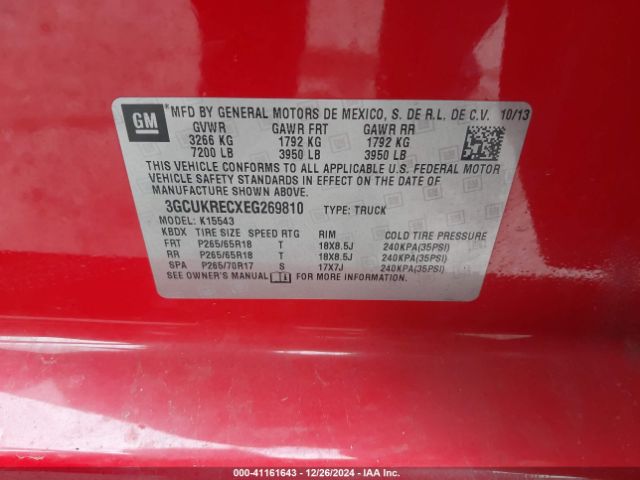 GM
*MFD BY GENERAL MOTORS DE MEXICO, S. DE R.L. DE C.V. 10/13
GVWR GAWR FRT GAWR RR
3266 KG 1792 KG 1792 KG
7200 LB 3950 LB 3950 LB
THIS VEHICLE CONFORMS TO ALL APPLICABLE U.S. FEDERAL MOTOR
VEHICLE SAFETY STANDARDS IN EFFECT ON THE DATE OF MANUFACTURE
SHOWN ABOVE.
3GCUKRECXEG269810 TYPE: TRUCK
MODEL: K15543
KBDX TIRE SIZE SPEED RTG RIM COLD TIRE PRESSURE
FRT P265/65R18 T 18X8.5J 240KPA(35PSI)
RR P265/65R18 T 18X8.5J 240KPA(35PSI)
SPA P265/70R17 S 17X7J 240KPA(35PSI)
SEE OWNER'S MANUAL FOR MORE INFORMATION.
000-41161643 - 12/26/2024 - IAA Inc.